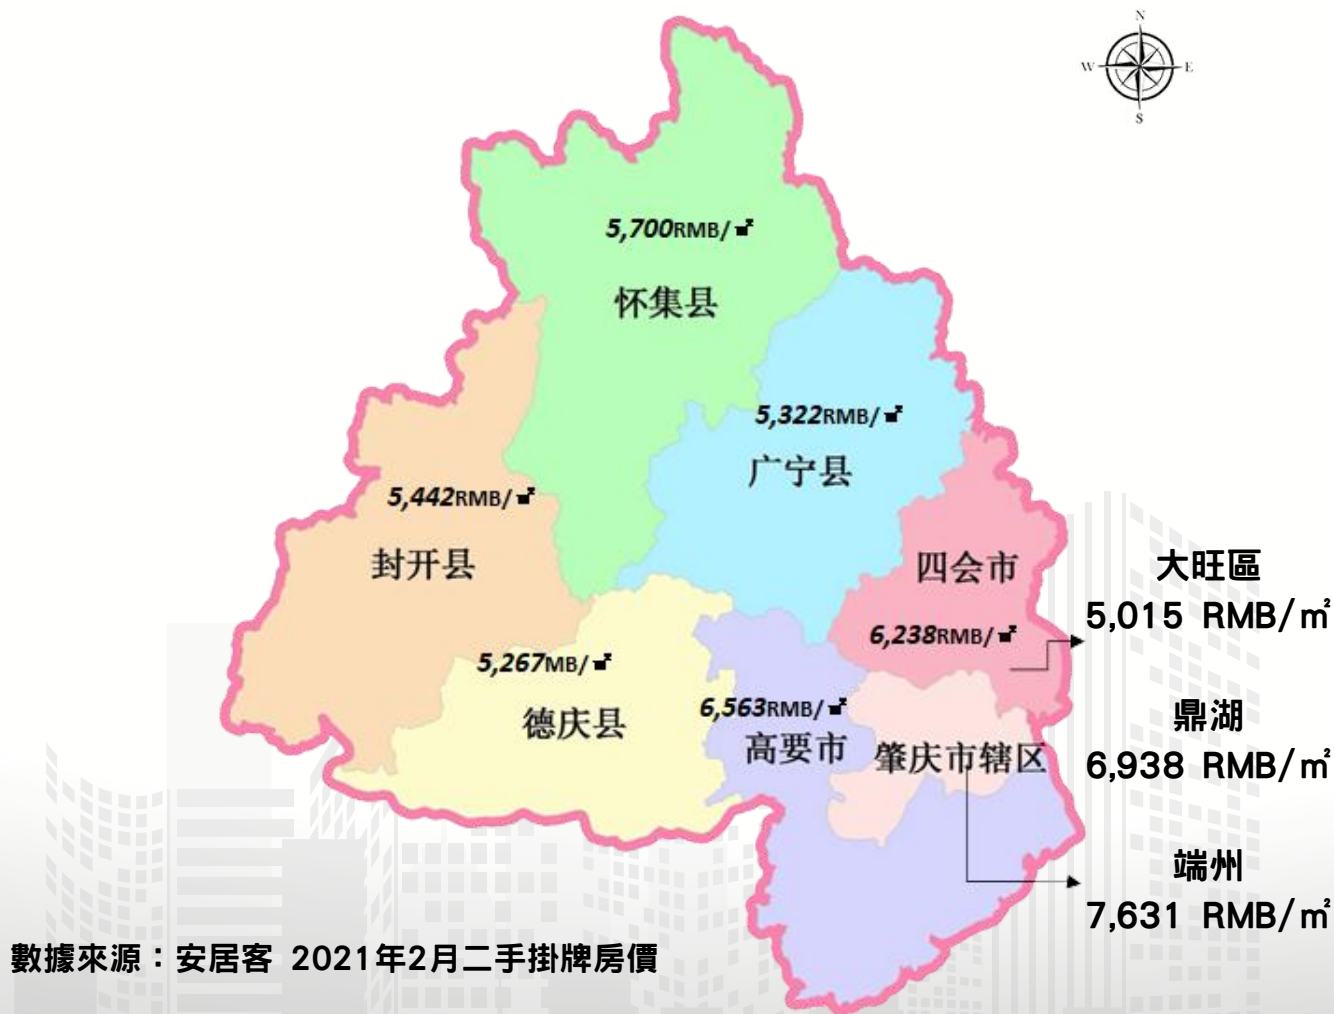 N
W E
S
5,700RMB/㎡
怀集县
5,322RMB/㎡
广宁县
5,442RMB/㎡
封开县
四会市
6,238RMB/㎡
大旺區
5,015 RMB/㎡
5,267MB/㎡
德庆县
6,563RMB/㎡
高要市
肇庆市辖区
鼎湖
6,938 RMB/㎡
端州
7,631 RMB/㎡
數據來源：安居客 2021年2月二手掛牌房價